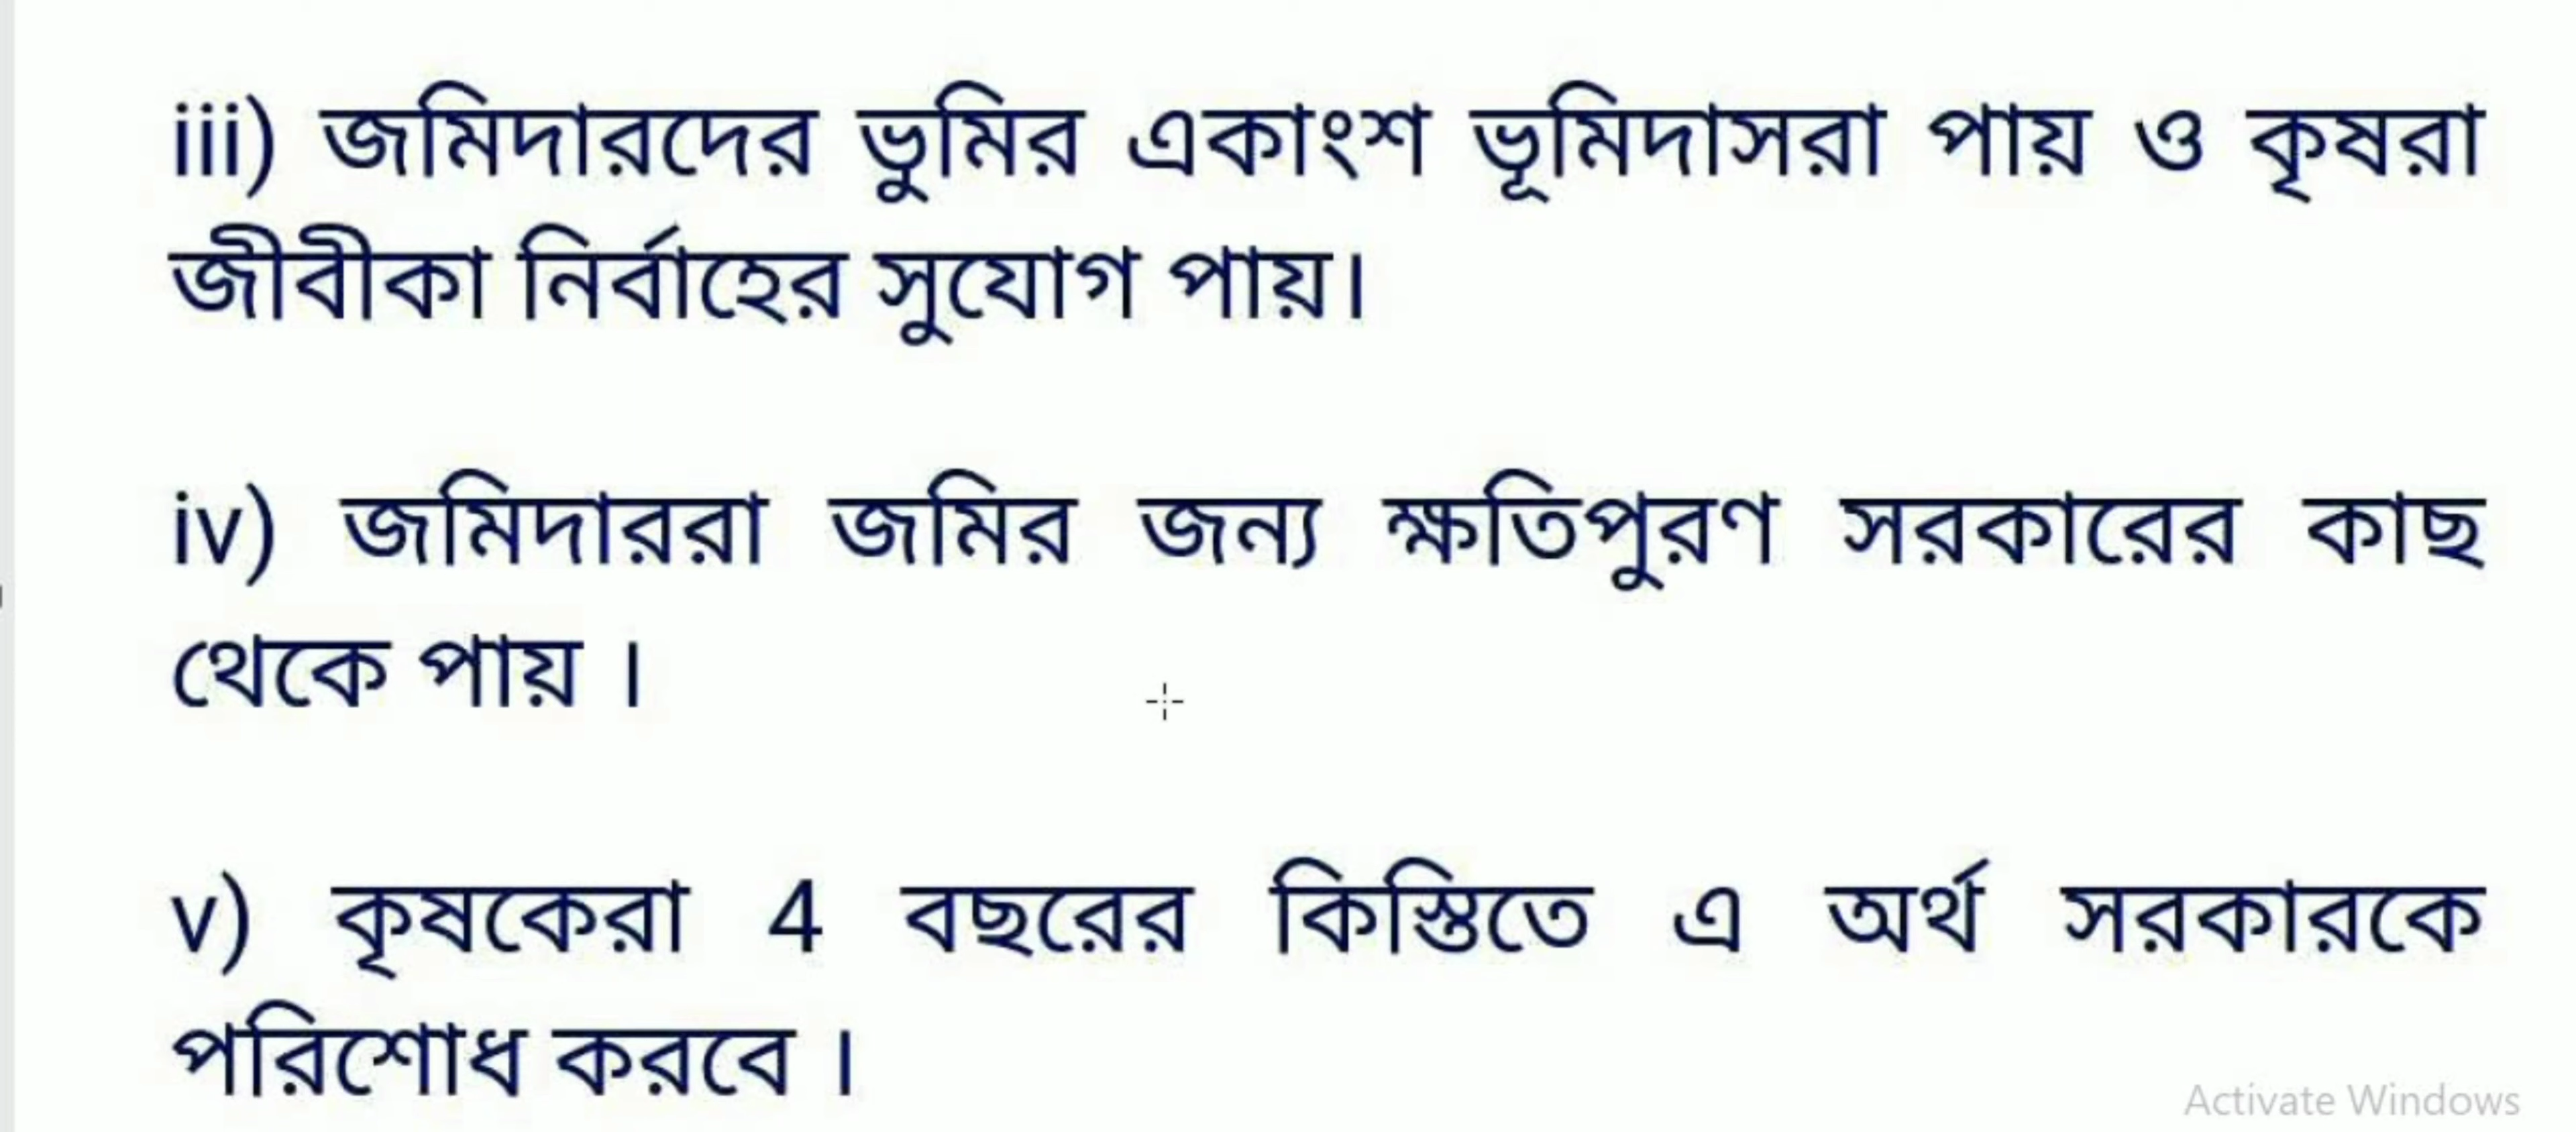 iii) জমিদারদের ভুমির একাংশ ভূমিদাসরা পায় ও কৃষরা
জীবীকা নির্বাহের সুযোগ পায়।
iv) জমিদাররা জমির জন্য ক্ষতিপুরণ সরকারের কাছ
থেকে পায় ।
v) কৃষকেরা 4 বছরের কিস্তিতে এ অর্থ সরকারকে
পরিশোধ করবে ।
Activate Windows